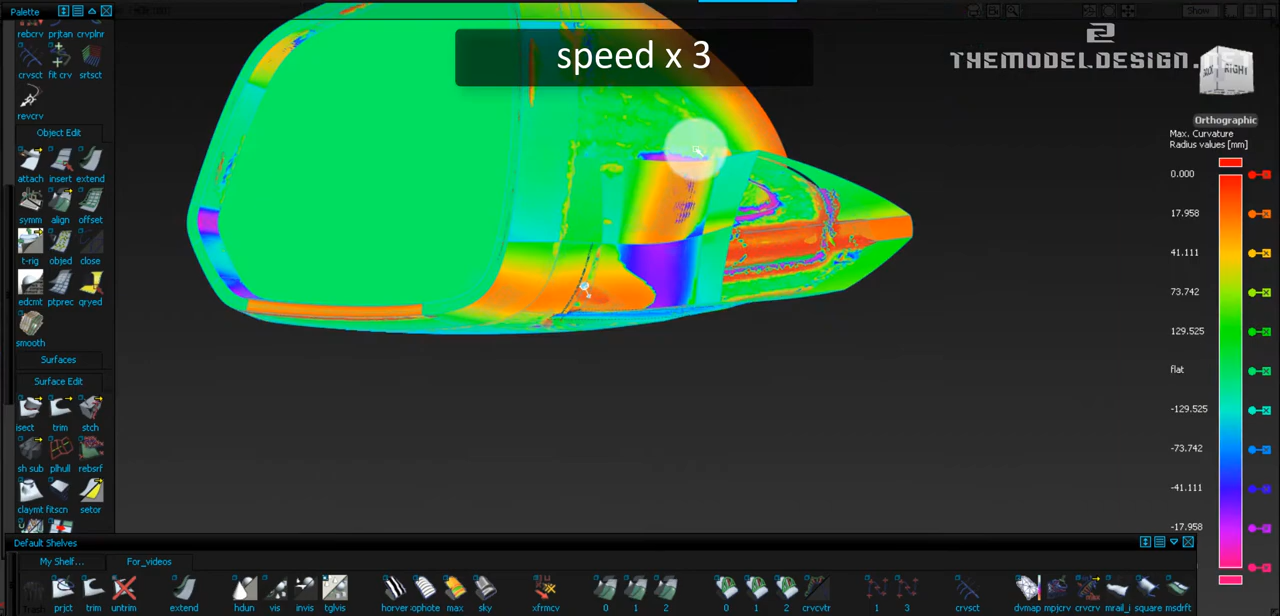 Palette
rebcrv prjtan crvplnr
crvsct fit crv srtsct
revcrv
Object Edit
attach insert extend
symm align offset
t-rig objed close
edcmt ptprec qryed
smooth
Surfaces
Surface Edit
isect trim stch
sh sub plhull rebsrf
claymt fitscn setor
speed x 3
Show
THEMODELDESIGN.NET
RIGHT
Orthographic
Max. Curvature
Radius values [mm]
0.000
17.958
41.111
73.742
129.525
flat
-129.525
-73.742
-41.111
-17.958
Default Shelves
My Shelf... For_videos
Trash prjct trim untrim extend hdun vis invis tglvis horver isophote max sky xfrmcv 0 1 2 0 1 2 crvcvtr 1 3 crvsct dvmap mpjcrv crvcrv mrail_i square msdrft